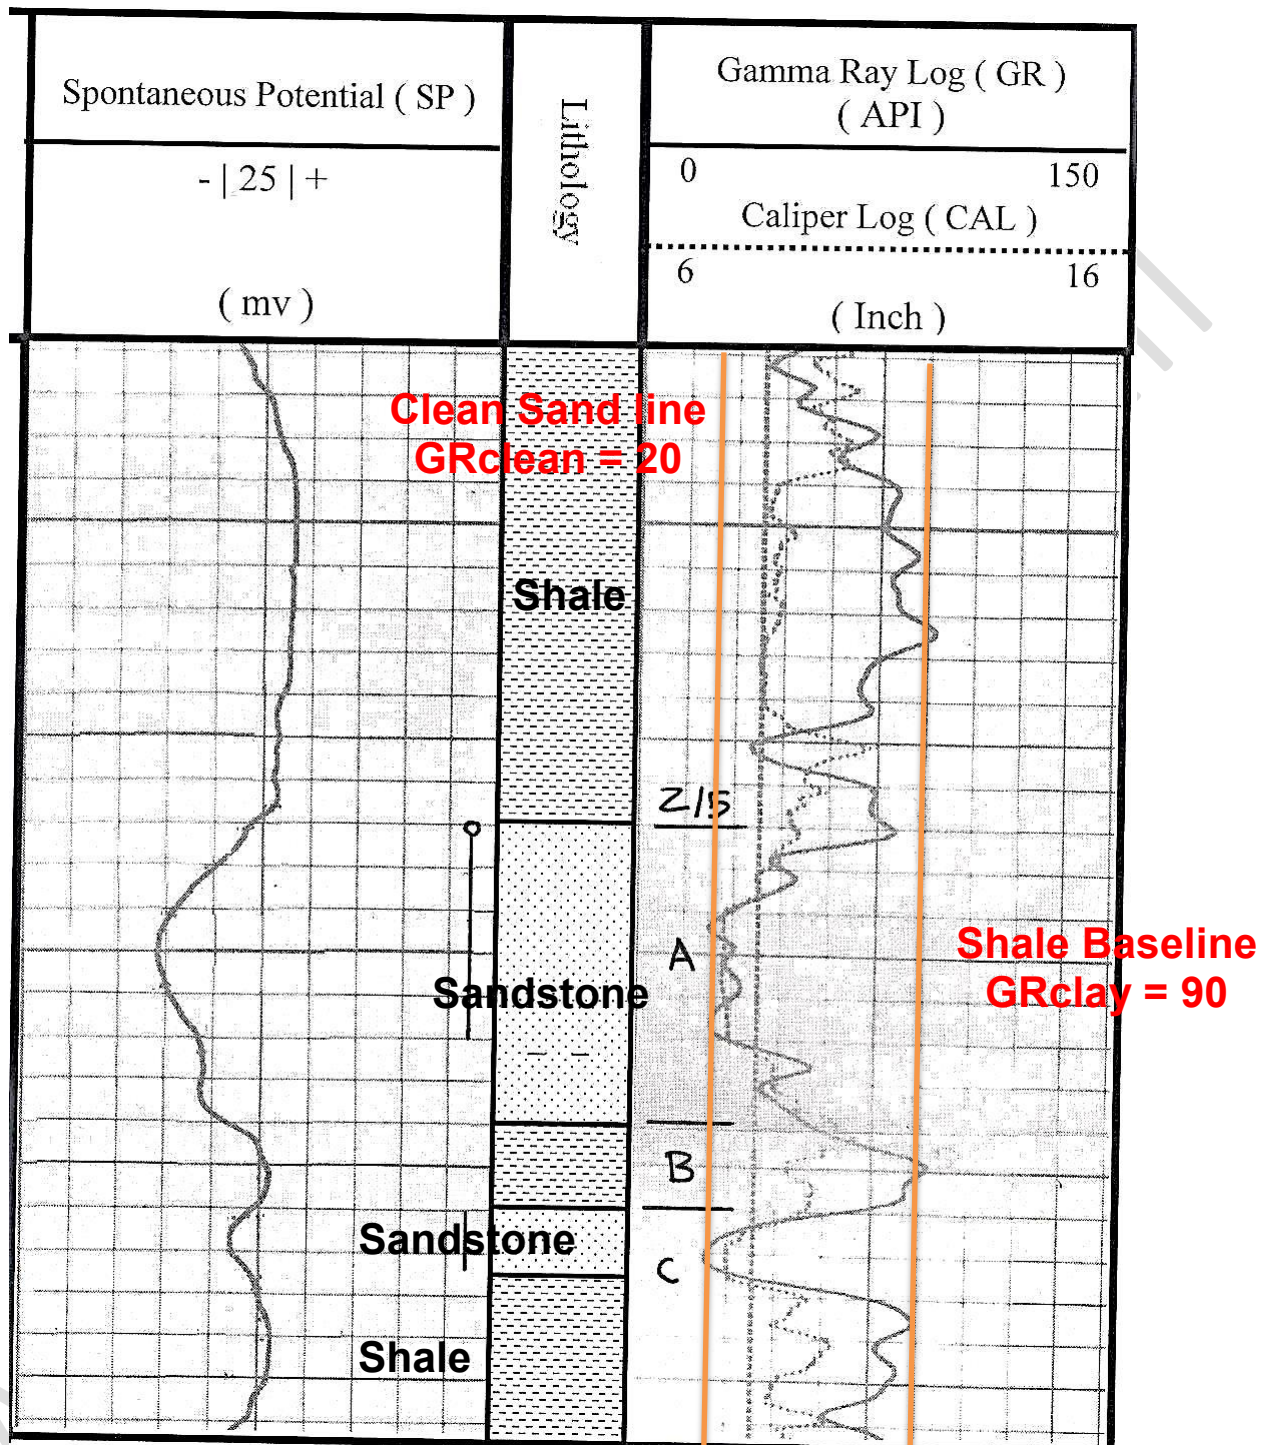 Spontaneous Potential ( SP )
- | 25 | +
( mv )
Lithology
Gamma Ray Log ( GR )
( API )
0 150
Caliper Log ( CAL )
6 16
( Inch )
Clean Sand line
GRclean = 20
Shale
A
Sandstone
Shale Baseline
GRclay = 90
B
Sandstone
C
Shale